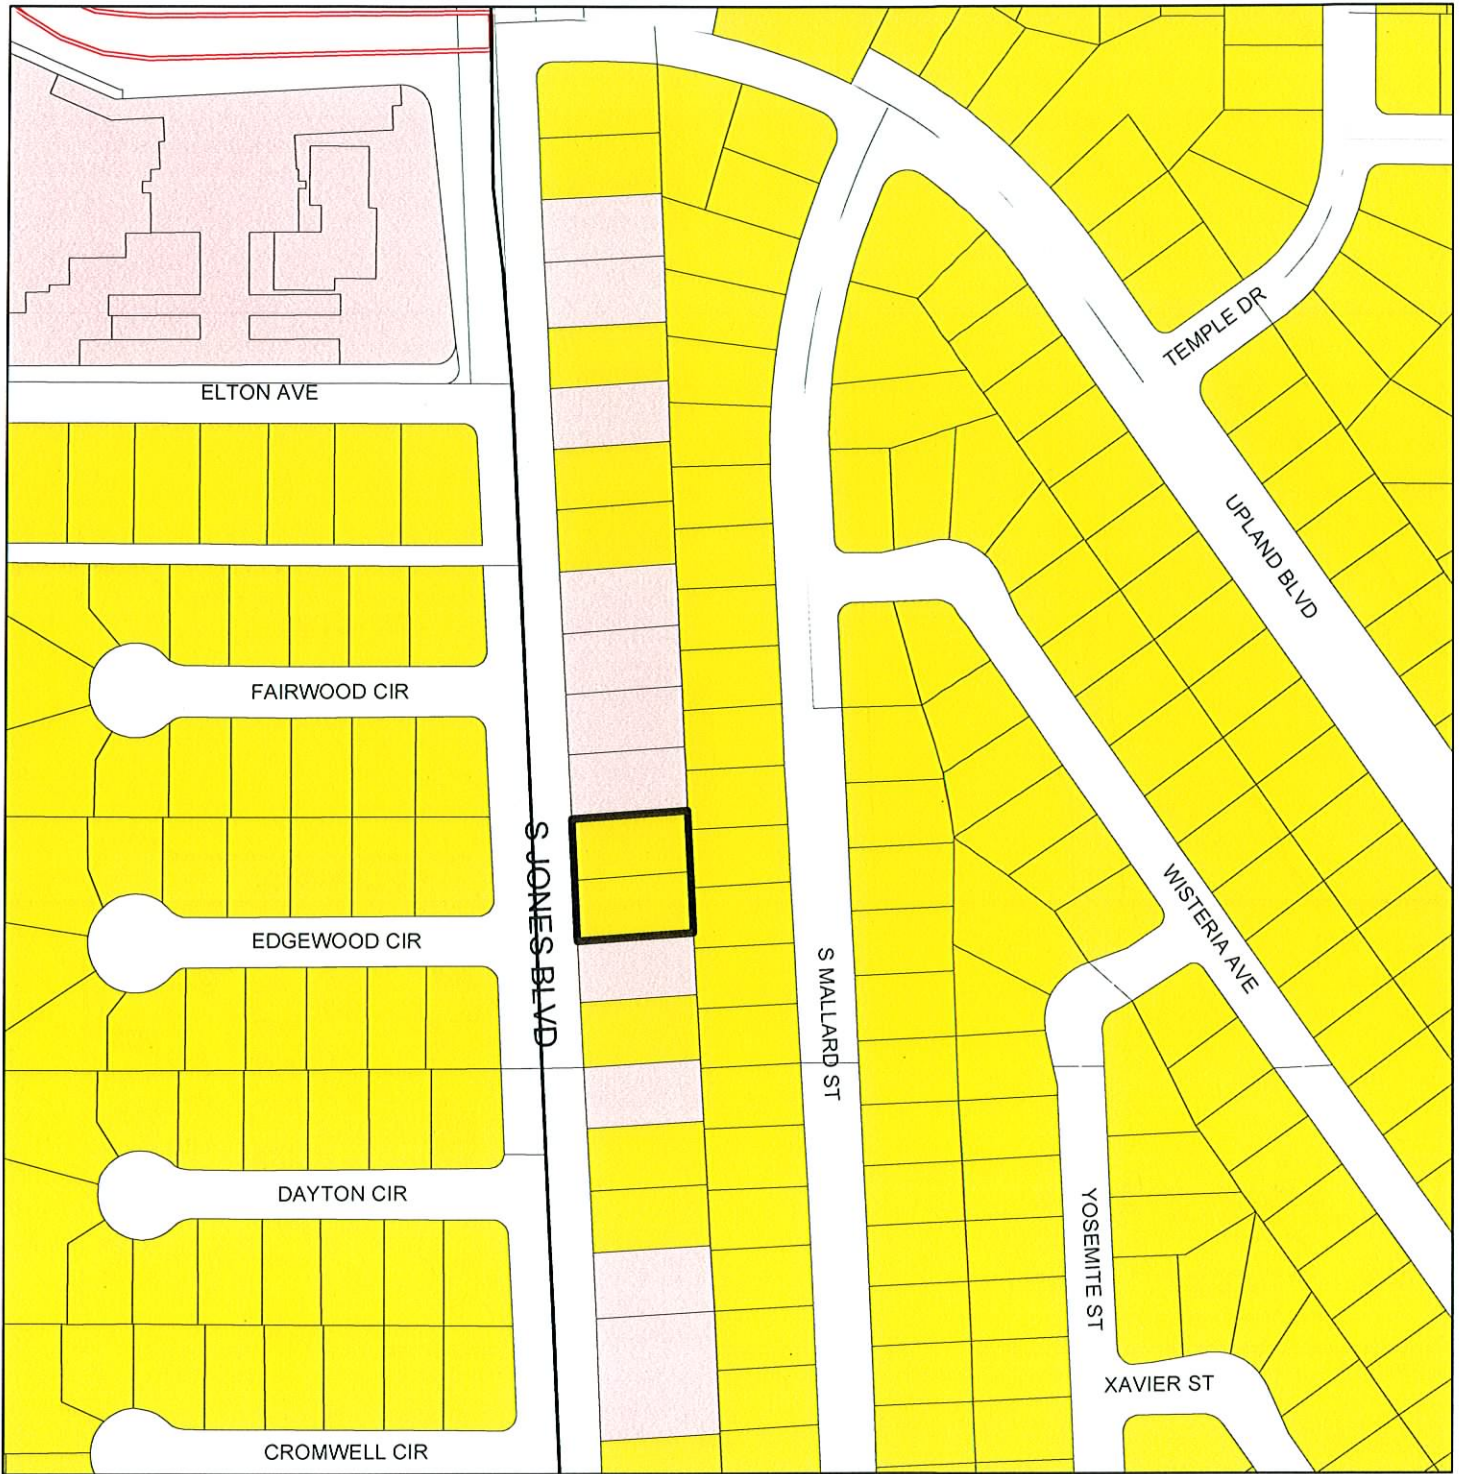 TEMPLE DR
ELTON AVE
UPLAND BLVD
FAIRWOOD CIR
S JONES BLVD
WISTERIA AVE
EDGEWOOD CIR
S MALLARD ST
DAYTON CIR
YOSEMITE ST
XAVIER ST
CROMWELL CIR